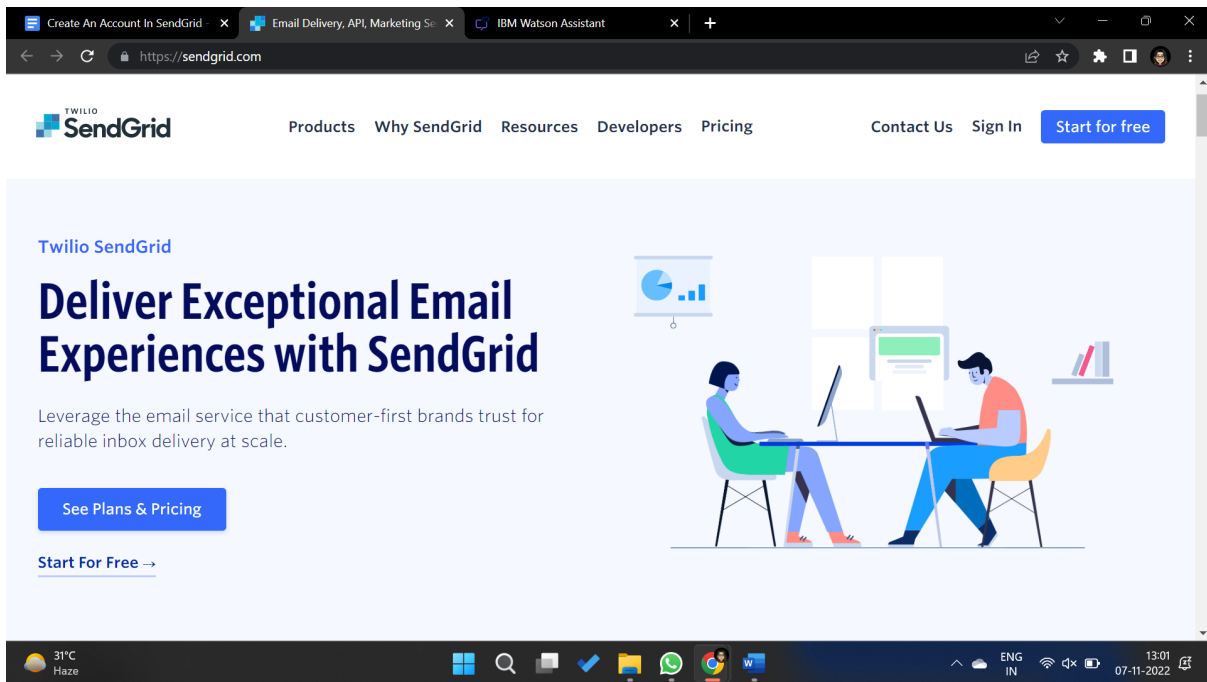 Create An Account In SendGrid -
Email Delivery, API, Marketing Se
IBM Watson Assistant
https://sendgrid.com
TWILIO
SendGrid
Products
Why SendGrid
Resources
Developers
Pricing
Contact Us
Sign In
Start for free
Twilio SendGrid
Deliver Exceptional Email
Experiences with SendGrid
Leverage the email service that customer-first brands trust for
reliable inbox delivery at scale.
See Plans & Pricing
Start For Free →
31°C
Haze
W
ENG
IN
13:01
07-11-2022